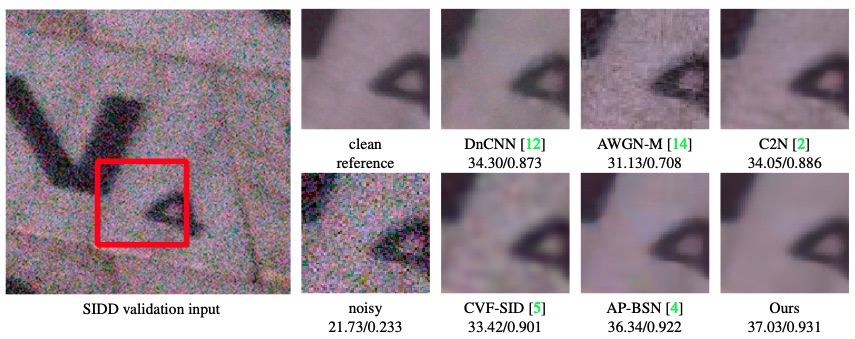 clean
reference
DnCNN [12]
34.30/0.873
AWGN-M [14]
31.13/0.708
C2N [2]
34.05/0.886
SIDD validation input
noisy
21.73/0.233
CVF-SID [5]
33.42/0.901
AP-BSN [4]
36.34/0.922
Ours
37.03/0.931